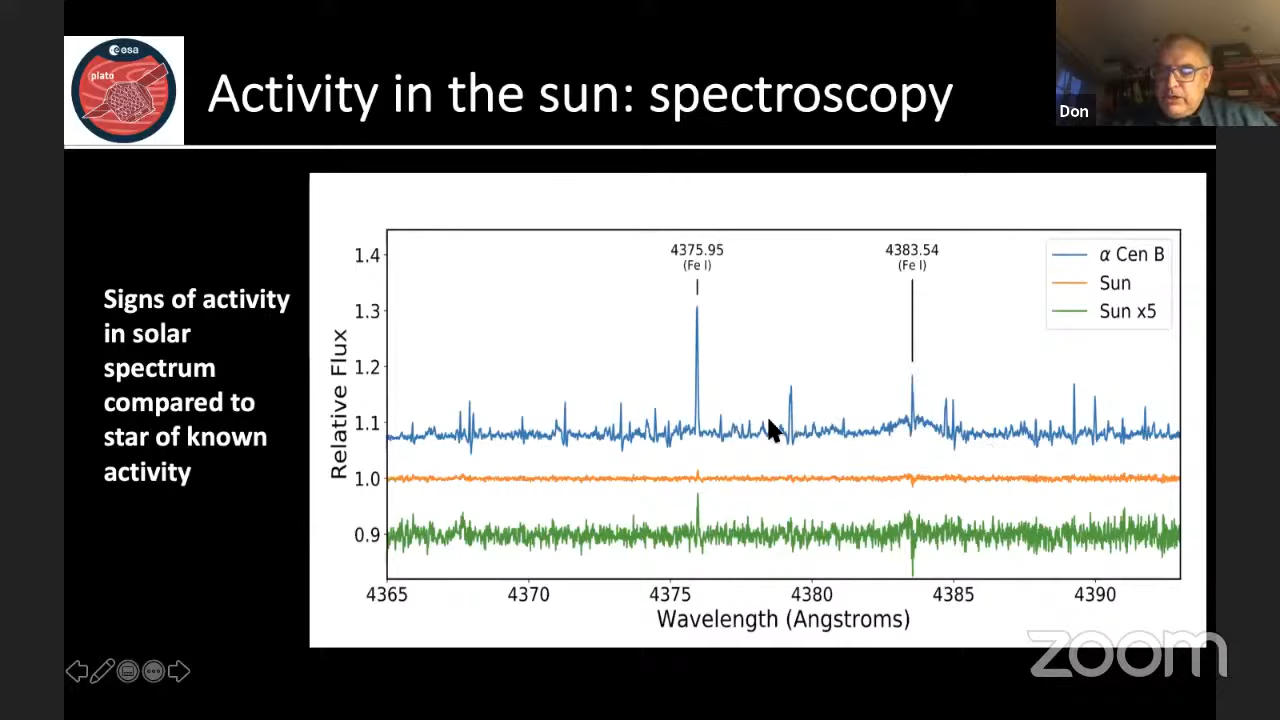 esa
plato
Activity in the sun: spectroscopy
Don
Signs of activity
in solar
spectrum
compared to
star of known
activity
4375.95
(Fe I)
4383.54
(Fe I)
α Cen B
Sun
Sun x5
Relative Flux
1.4
1.3
1.2
1.1
1.0
0.9
4365 4370 4375 4380 4385 4390
Wavelength (Angstroms)
zoom